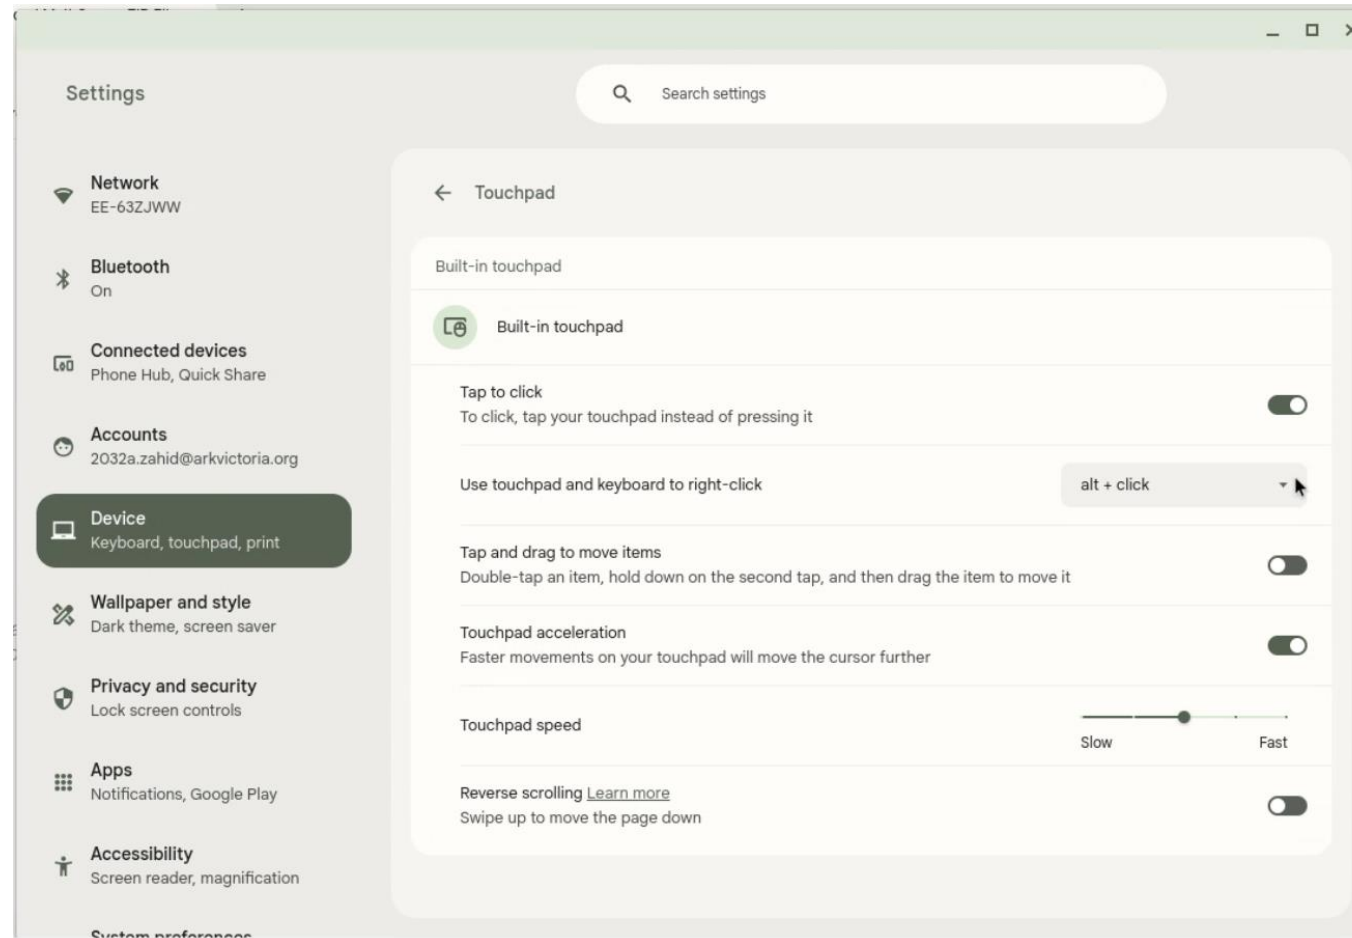 Settings
Search settings
Network
EE-63ZJWW
Bluetooth
On
Connected devices
Phone Hub, Quick Share
Accounts
2032a.zahid@arkvictoria.org
Device
Keyboard, touchpad, print
Wallpaper and style
Dark theme, screen saver
Privacy and security
Lock screen controls
Apps
Notifications, Google Play
Accessibility
Screen reader, magnification
System preferences
Touchpad
Built-in touchpad
Built-in touchpad
Tap to click
To click, tap your touchpad instead of pressing it
Use touchpad and keyboard to right-click
alt + click
Tap and drag to move items
Double-tap an item, hold down on the second tap, and then drag the item to move it
Touchpad acceleration
Faster movements on your touchpad will move the cursor further
Touchpad speed
Slow Fast
Reverse scrolling Learn more
Swipe up to move the page down